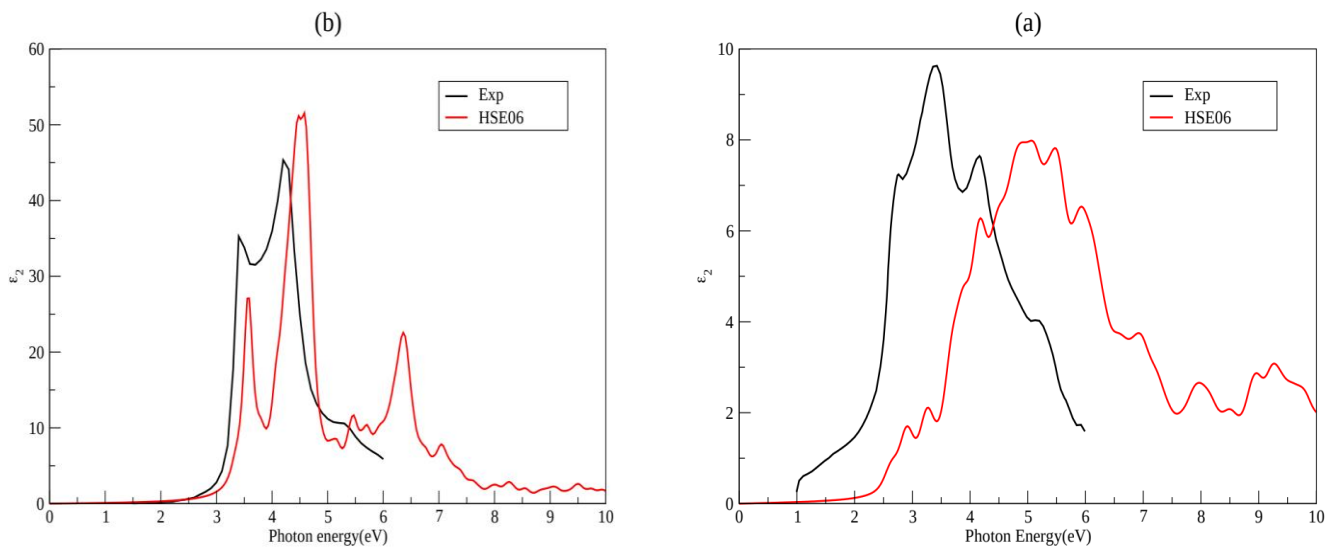 (b)
60
50
40
30
20
10
0
ε2
Exp
HSE06
0 1 2 3 4 5 6 7 8 9 10
Photon energy(eV)
(a)
10
8
6
4
2
0
ε2
Exp
HSE06
0 1 2 3 4 5 6 7 8 9 10
Photon Energy(eV)